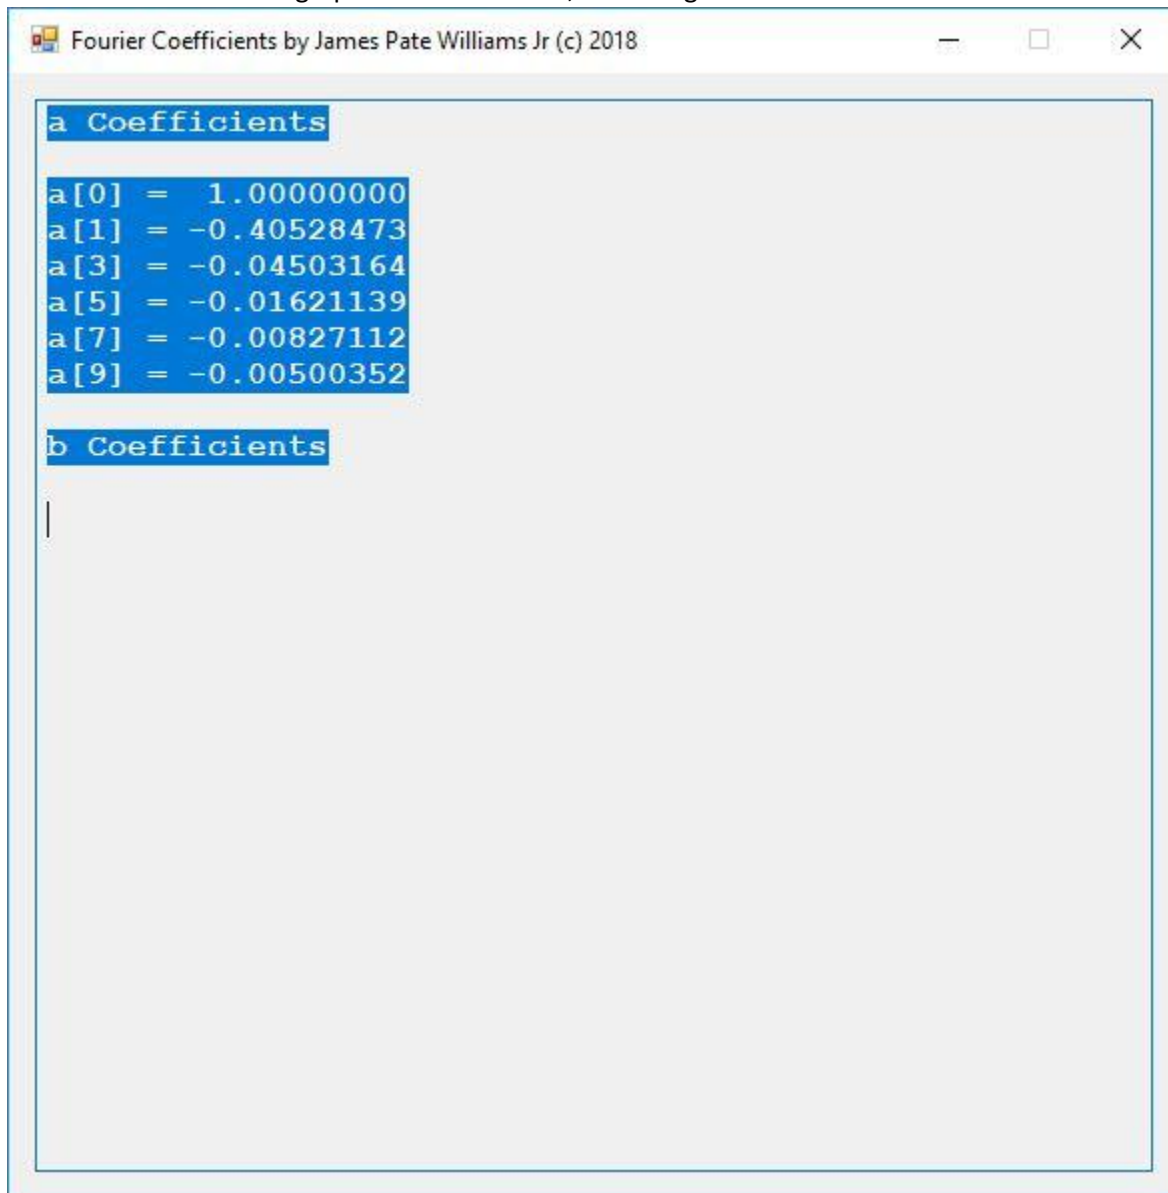 Fourier Coefficients by James Pate Williams Jr (c) 2018
a Coefficients
a[0] =  1.00000000
a[1] = -0.40528473
a[3] = -0.04503164
a[5] = -0.01621139
a[7] = -0.00827112
a[9] = -0.00500352
b Coefficients